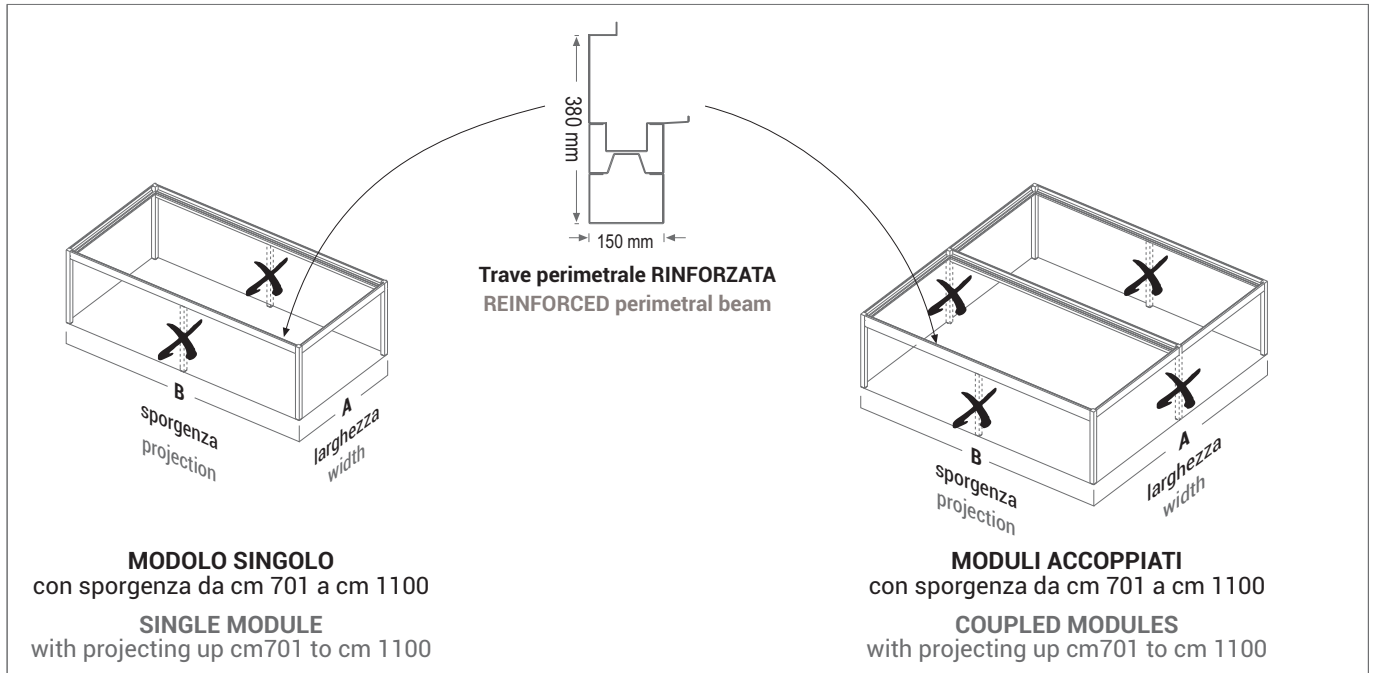 380 mm
150 mm
Trave perimetrale RINFORZATA
REINFORCED perimetral beam
B
sporgenza
projection
A
larghezza
width
MODOLO SINGOLO
con sporgenza da cm 701 a cm 1100
SINGLE MODULE
with projecting up cm701 to cm 1100
B
sporgenza
projection
A
larghezza
width
MODULI ACCOPPIATI
con sporgenza da cm 701 a cm 1100
COUPLED MODULES
with projecting up cm701 to cm 1100